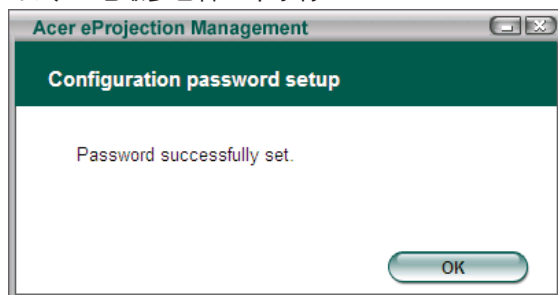 Acer eProjection Management
Configuration password setup
Password successfully set.
OK